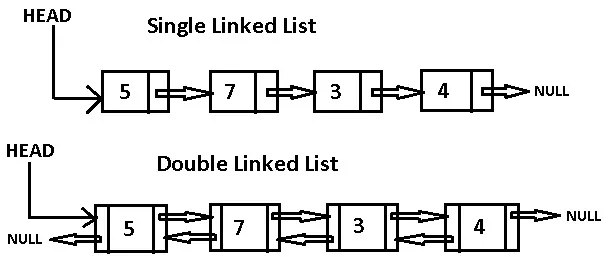 HEAD
Single Linked List
5 7 3 4 NULL
HEAD
Double Linked List
NULL 5 7 3 4 NULL